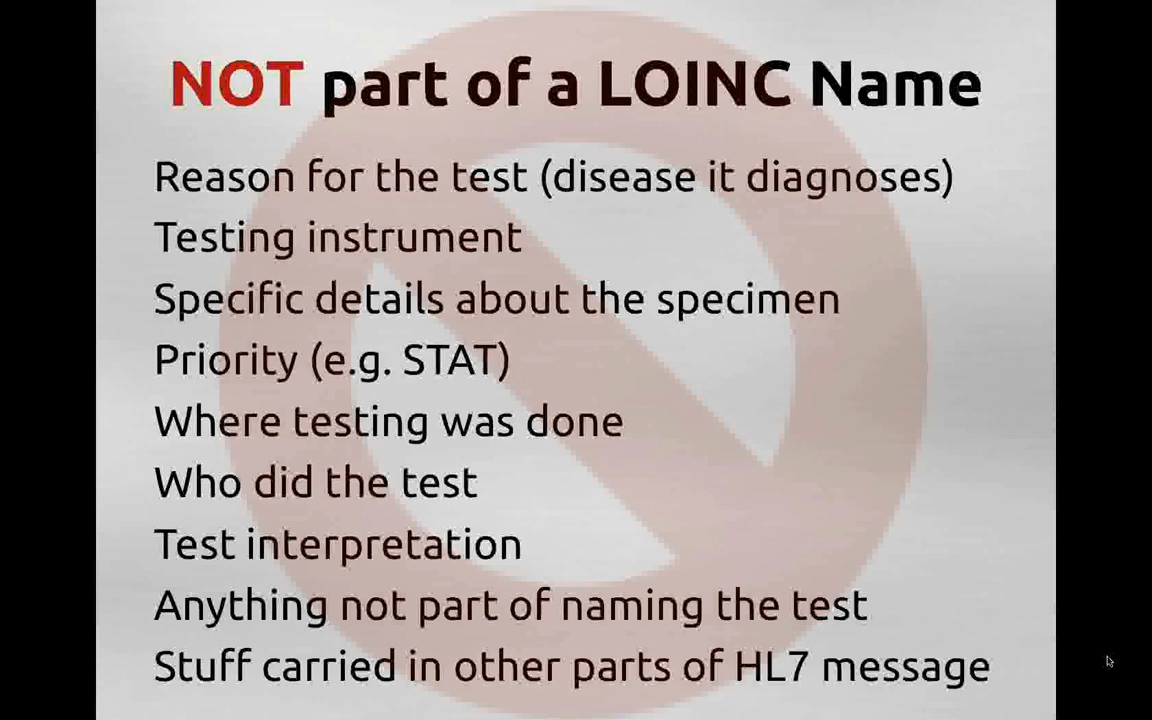 NOT part of a LOINC Name
Reason for the test (disease it diagnoses)
Testing instrument
Specific details about the specimen
Priority (e.g. STAT)
Where testing was done
Who did the test
Test interpretation
Anything not part of naming the test
Stuff carried in other parts of HL7 message